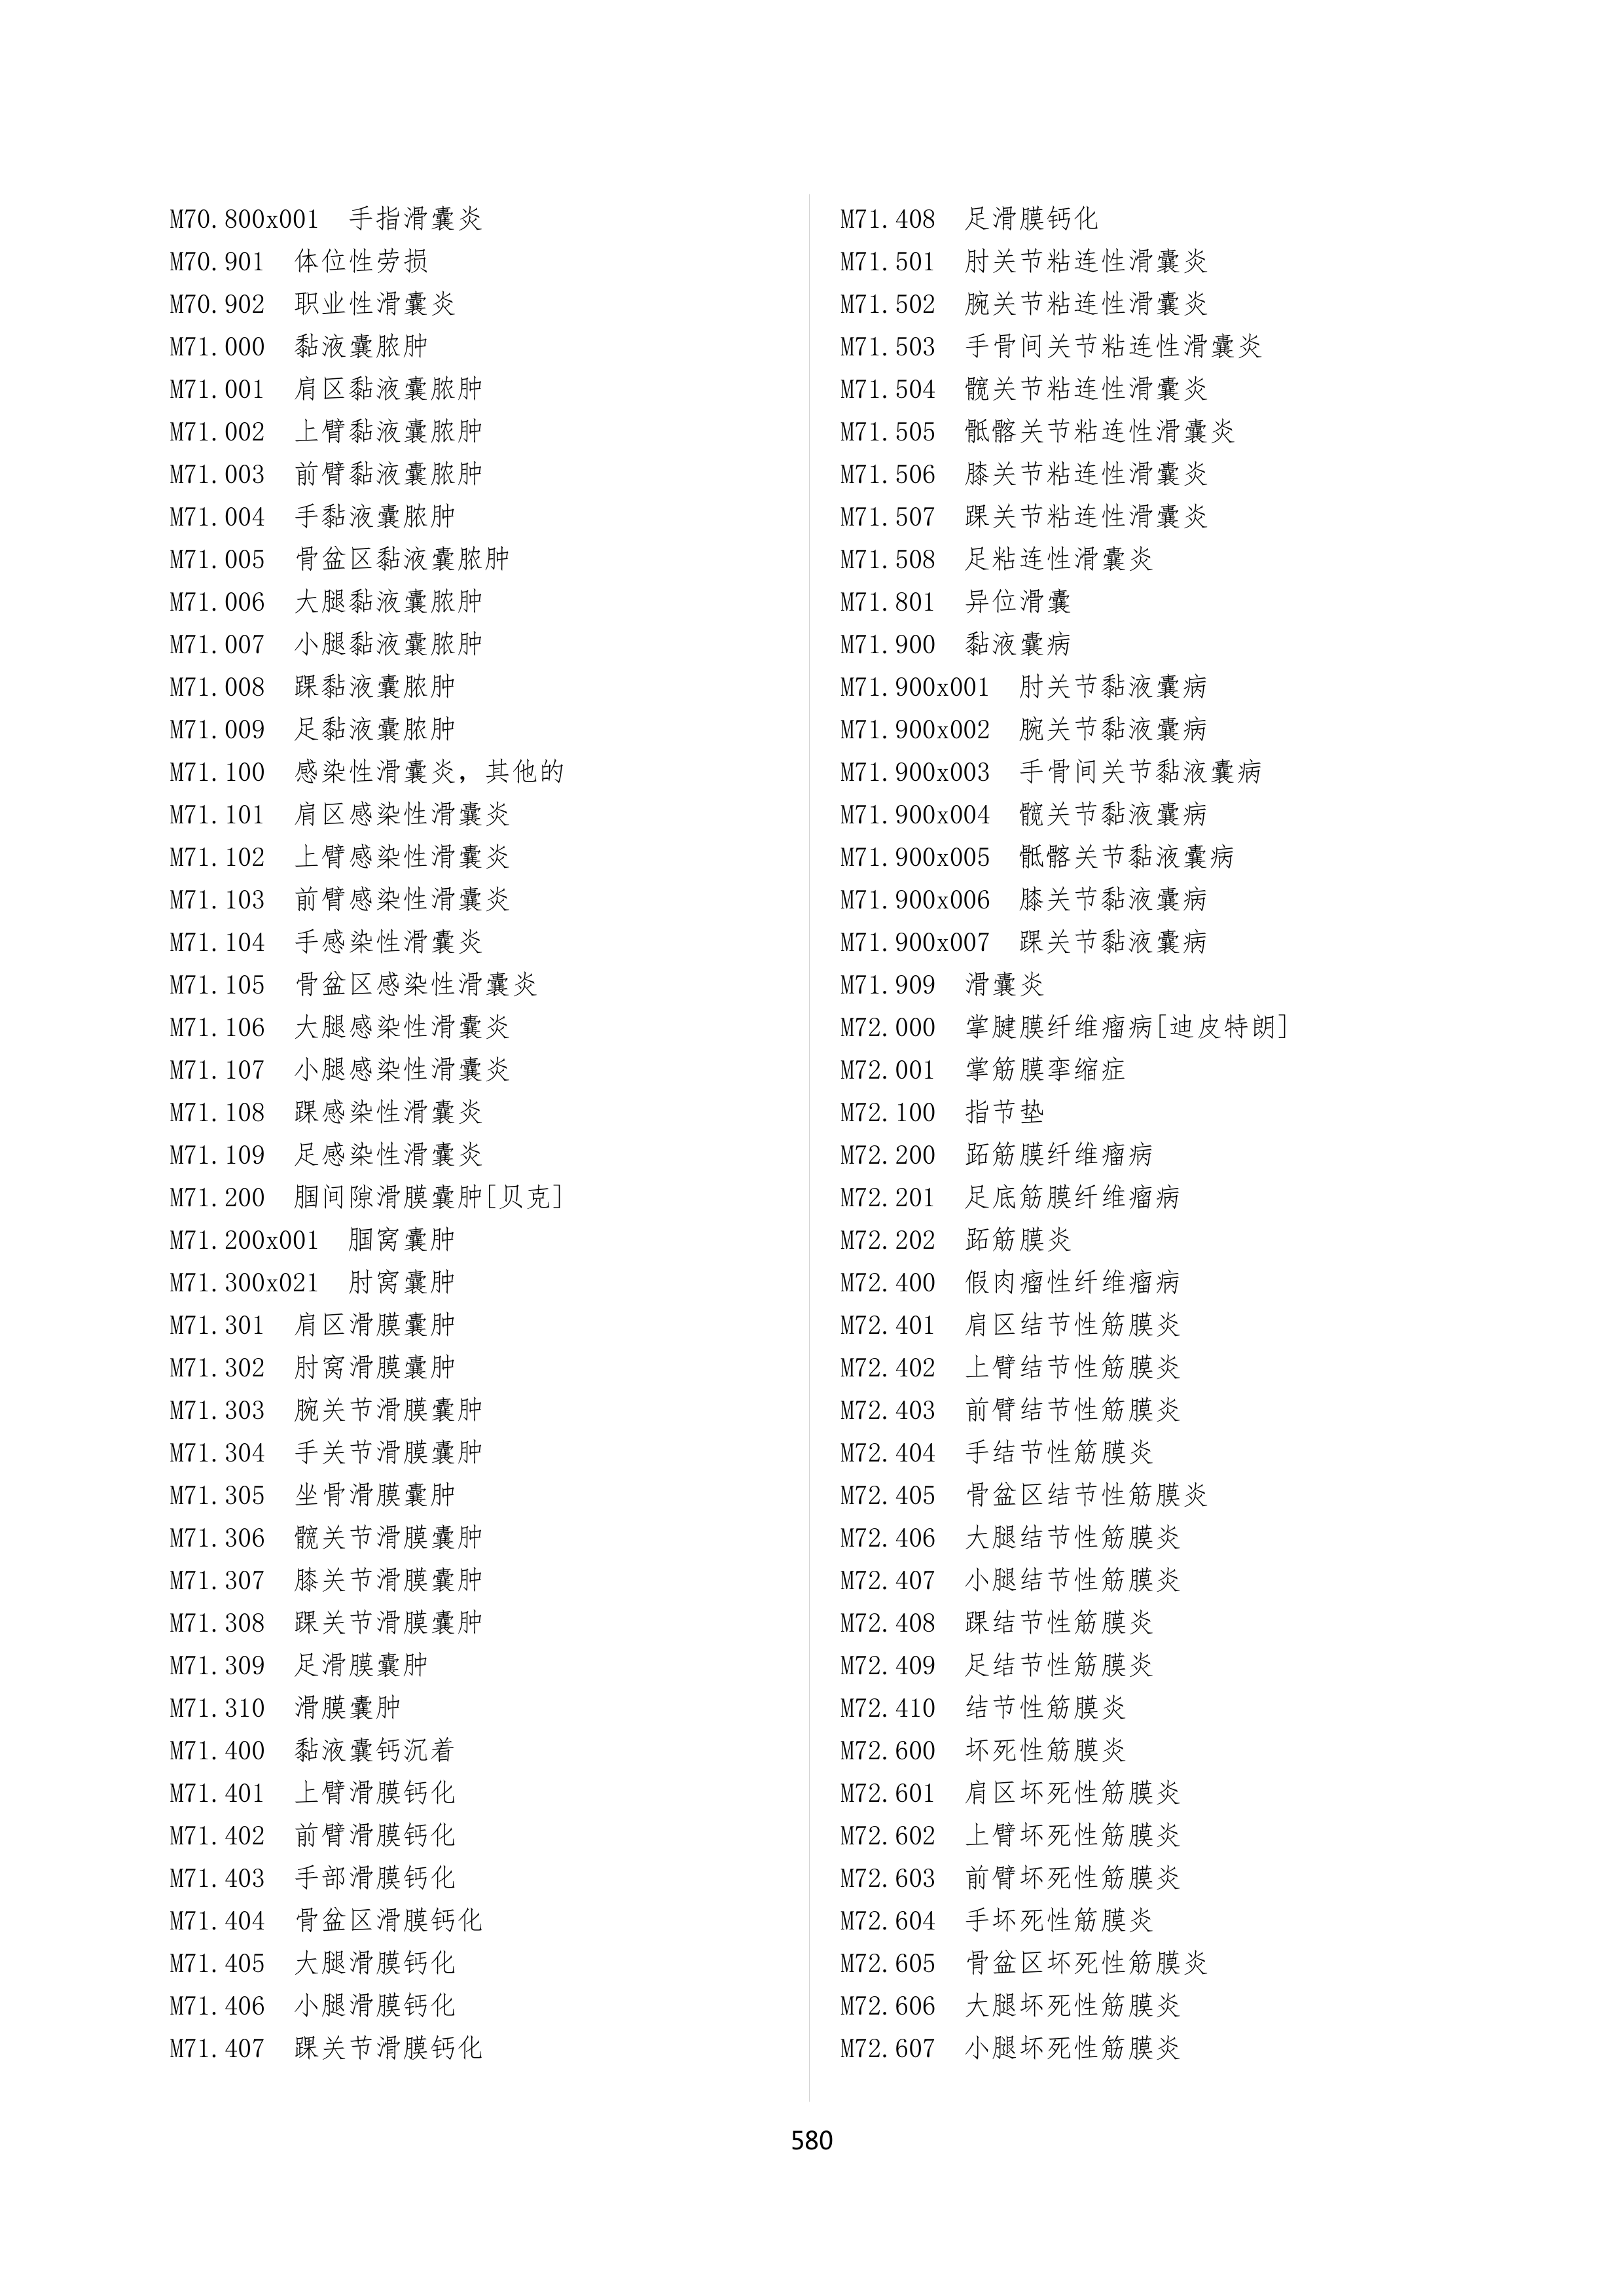 M70.800x001 手指滑囊炎
M70.901 体位性劳损
M70.902 职业性滑囊炎
M71.000 黏液囊脓肿
M71.001 肩区黏液囊脓肿
M71.002 上臂黏液囊脓肿
M71.003 前臂黏液囊脓肿
M71.004 手黏液囊脓肿
M71.005 骨盆区黏液囊脓肿
M71.006 大腿黏液囊脓肿
M71.007 小腿黏液囊脓肿
M71.008 踝黏液囊脓肿
M71.009 足黏液囊脓肿
M71.100 感染性滑囊炎，其他的
M71.101 肩区感染性滑囊炎
M71.102 上臂感染性滑囊炎
M71.103 前臂感染性滑囊炎
M71.104 手感染性滑囊炎
M71.105 骨盆区感染性滑囊炎
M71.106 大腿感染性滑囊炎
M71.107 小腿感染性滑囊炎
M71.108 踝感染性滑囊炎
M71.109 足感染性滑囊炎
M71.200 腘间隙滑膜囊肿[贝克]
M71.200x001 腘窝囊肿
M71.300x021 肘窝囊肿
M71.301 肩区滑膜囊肿
M71.302 肘窝滑膜囊肿
M71.303 腕关节滑膜囊肿
M71.304 手关节滑膜囊肿
M71.305 坐骨滑膜囊肿
M71.306 髋关节滑膜囊肿
M71.307 膝关节滑膜囊肿
M71.308 踝关节滑膜囊肿
M71.309 足滑膜囊肿
M71.310 滑膜囊肿
M71.400 黏液囊钙沉着
M71.401 上臂滑膜钙化
M71.402 前臂滑膜钙化
M71.403 手部滑膜钙化
M71.404 骨盆区滑膜钙化
M71.405 大腿滑膜钙化
M71.406 小腿滑膜钙化
M71.407 踝关节滑膜钙化
M71.408 足滑膜钙化
M71.501 肘关节粘连性滑囊炎
M71.502 腕关节粘连性滑囊炎
M71.503 手骨间关节粘连性滑囊炎
M71.504 髋关节粘连性滑囊炎
M71.505 骶髂关节粘连性滑囊炎
M71.506 膝关节粘连性滑囊炎
M71.507 踝关节粘连性滑囊炎
M71.508 足粘连性滑囊炎
M71.801 异位滑囊
M71.900 黏液囊病
M71.900x001 肘关节黏液囊病
M71.900x002 腕关节黏液囊病
M71.900x003 手骨间关节黏液囊病
M71.900x004 髋关节黏液囊病
M71.900x005 骶髂关节黏液囊病
M71.900x006 膝关节黏液囊病
M71.900x007 踝关节黏液囊病
M71.909 滑囊炎
M72.000 掌腱膜纤维瘤病[迪皮特朗]
M72.001 掌筋膜挛缩症
M72.100 指节垫
M72.200 跖筋膜纤维瘤病
M72.201 足底筋膜纤维瘤病
M72.202 跖筋膜炎
M72.400 假肉瘤性纤维瘤病
M72.401 肩区结节性筋膜炎
M72.402 上臂结节性筋膜炎
M72.403 前臂结节性筋膜炎
M72.404 手结节性筋膜炎
M72.405 骨盆区结节性筋膜炎
M72.406 大腿结节性筋膜炎
M72.407 小腿结节性筋膜炎
M72.408 踝结节性筋膜炎
M72.409 足结节性筋膜炎
M72.410 结节性筋膜炎
M72.600 坏死性筋膜炎
M72.601 肩区坏死性筋膜炎
M72.602 上臂坏死性筋膜炎
M72.603 前臂坏死性筋膜炎
M72.604 手坏死性筋膜炎
M72.605 骨盆区坏死性筋膜炎
M72.606 大腿坏死性筋膜炎
M72.607 小腿坏死性筋膜炎
580